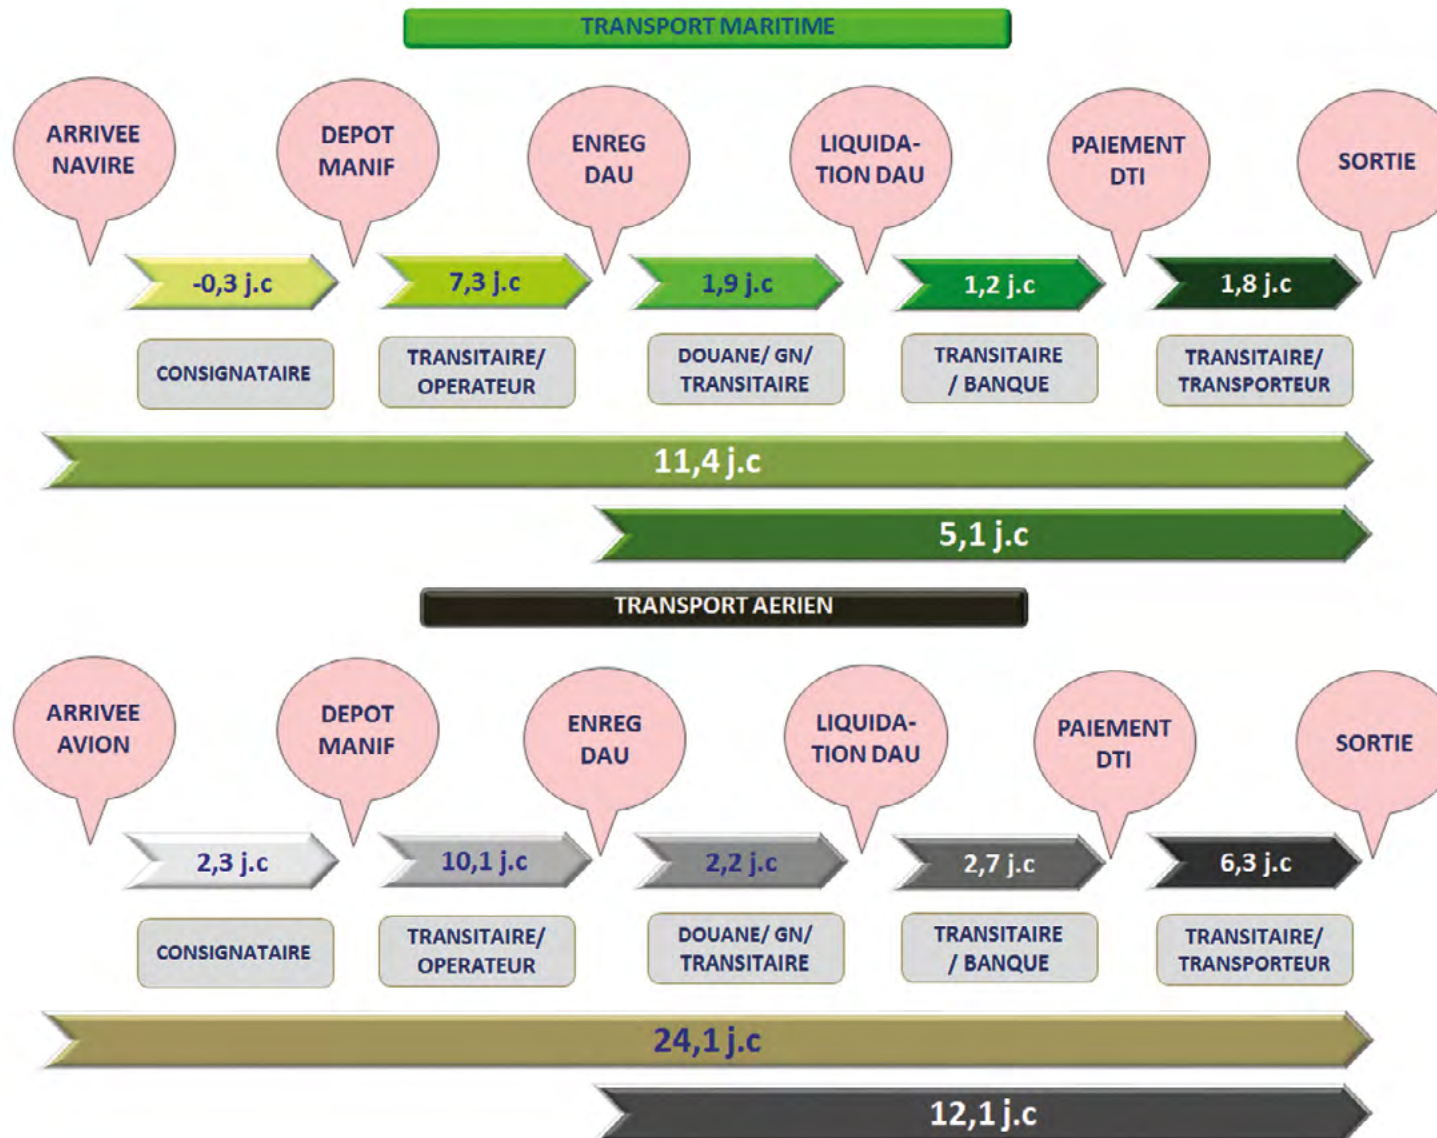 TRANSPORT MARITIME
ARRIVEE
NAVIRE
DEPOT
MANIF
ENREG
DAU
LIQUIDA-
TION DAU
PAIEMENT
DTI
SORTIE
-0,3 j.c
7,3 j.c
1,9 j.c
1,2 j.c
1,8 j.c
CONSIGNATAIRE
TRANSITAIRE/
OPERATEUR
DOUANE/ GN/
TRANSITAIRE
TRANSITAIRE
/ BANQUE
TRANSITAIRE/
TRANSPORTEUR
11,4 j.c
5,1 j.c
TRANSPORT AERIEN
ARRIVEE
AVION
DEPOT
MANIF
ENREG
DAU
LIQUIDA-
TION DAU
PAIEMENT
DTI
SORTIE
2,3 j.c
10,1 j.c
2,2 j.c
2,7 j.c
6,3 j.c
CONSIGNATAIRE
TRANSITAIRE/
OPERATEUR
DOUANE/ GN/
TRANSITAIRE
TRANSITAIRE
/ BANQUE
TRANSITAIRE/
TRANSPORTEUR
24,1 j.c
12,1 j.c